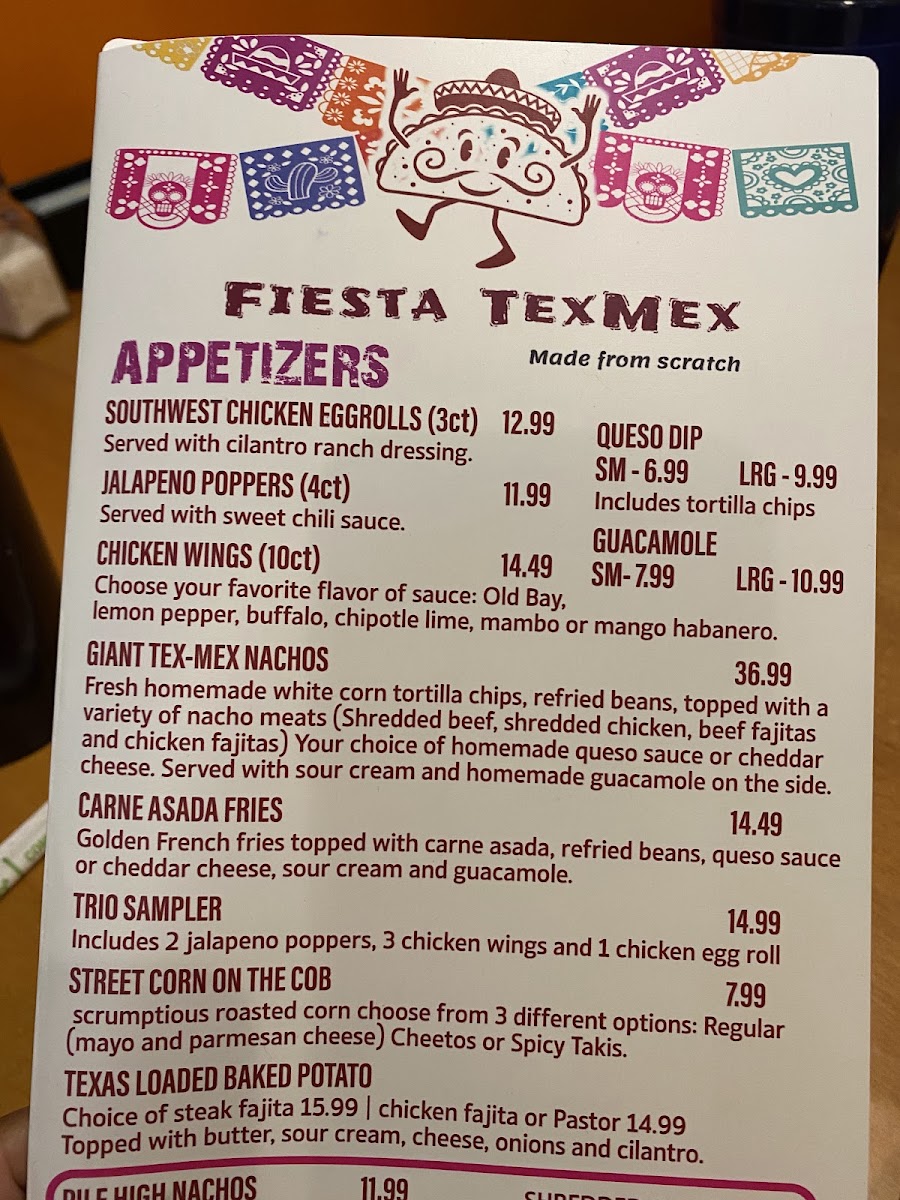 FIESTA TEXMEX
Made from scratch
APPETIZERS
SOUTHWEST CHICKEN EGGROLLS (3ct) 12.99
Served with cilantro ranch dressing.
JALAPENO POPPERS (4ct) 11.99
Served with sweet chili sauce.
CHICKEN WINGS (10ct) 14.49
Choose your favorite flavor of sauce: Old Bay,
lemon pepper, buffalo, chipotle lime, mambo or mango habanero.
QUESO DIP
SM - 6.99 LRG - 9.99
Includes tortilla chips
GUACAMOLE
SM- 7.99 LRG - 10.99
GIANT TEX-MEX NACHOS 36.99
Fresh homemade white corn tortilla chips, refried beans, topped with a
variety of nacho meats (Shredded beef, shredded chicken, beef fajitas
and chicken fajitas) Your choice of homemade queso sauce or cheddar
cheese. Served with sour cream and homemade guacamole on the side.
CARNE ASADA FRIES 14.49
Golden French fries topped with carne asada, refried beans, queso sauce
or cheddar cheese, sour cream and guacamole.
TRIO SAMPLER 14.99
Includes 2 jalapeno poppers, 3 chicken wings and 1 chicken egg roll
STREET CORN ON THE COB 7.99
scrumptious roasted corn choose from 3 different options: Regular
(mayo and parmesan cheese) Cheetos or Spicy Takis.
TEXAS LOADED BAKED POTATO
Choice of steak fajita 15.99 | chicken fajita or Pastor 14.99
Topped with butter, sour cream, cheese, onions and cilantro.
PILE HIGH NACHOS 11.99